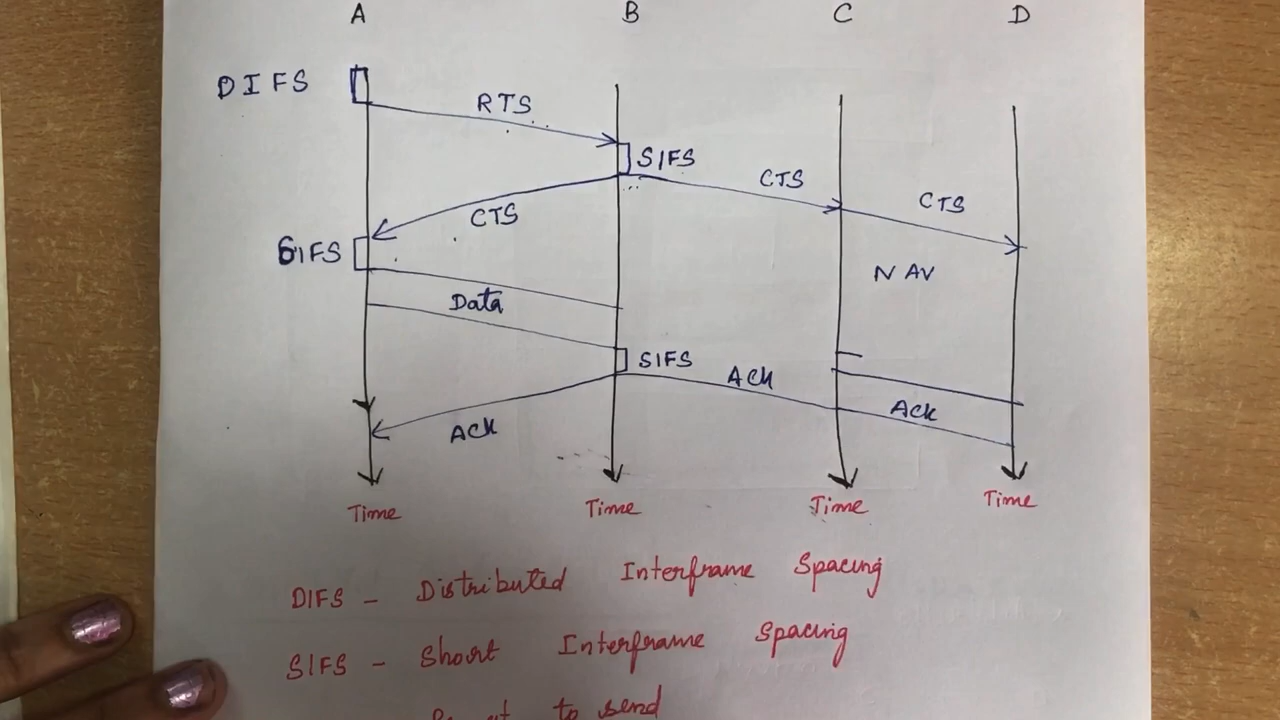 A B C D
DIFS
RTS
SIFS
CTS
CTS
CTS
SIFS
NAV
Data
SIFS
Ack
Ack
Ack
Time Time Time Time
DIFS - Distributed Interframe Spacing
SIFS - Short Interframe Spacing
to send